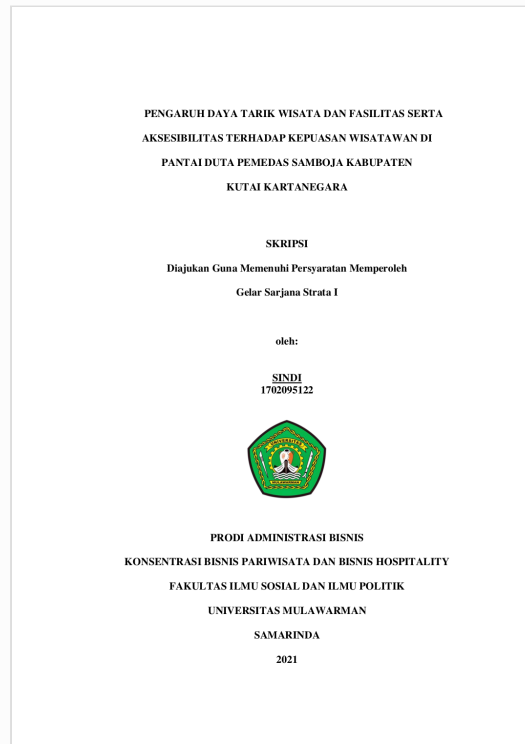 PENGARUH DAYA TARIK WISATA DAN FASILITAS SERTA
AKSESIBILITAS TERHADAP KEPUASAN WISATAWAN DI
PANTAI DUTA PEMEDAS SAMBOJA KABUPATEN
KUTAI KARTANEGARA
SKRIPSI
Diajukan Guna Memenuhi Persyaratan Memperoleh
Gelar Sarjana Strata I
oleh:
SINDI
1702095122
UNIVERSITAS
MULAWARMAN
PRODI ADMINISTRASI BISNIS
KONSENTRASI BISNIS PARIWISATA DAN BISNIS HOSPITALITY
FAKULTAS ILMU SOSIAL DAN ILMU POLITIK
UNIVERSITAS MULAWARMAN
SAMARINDA
2021